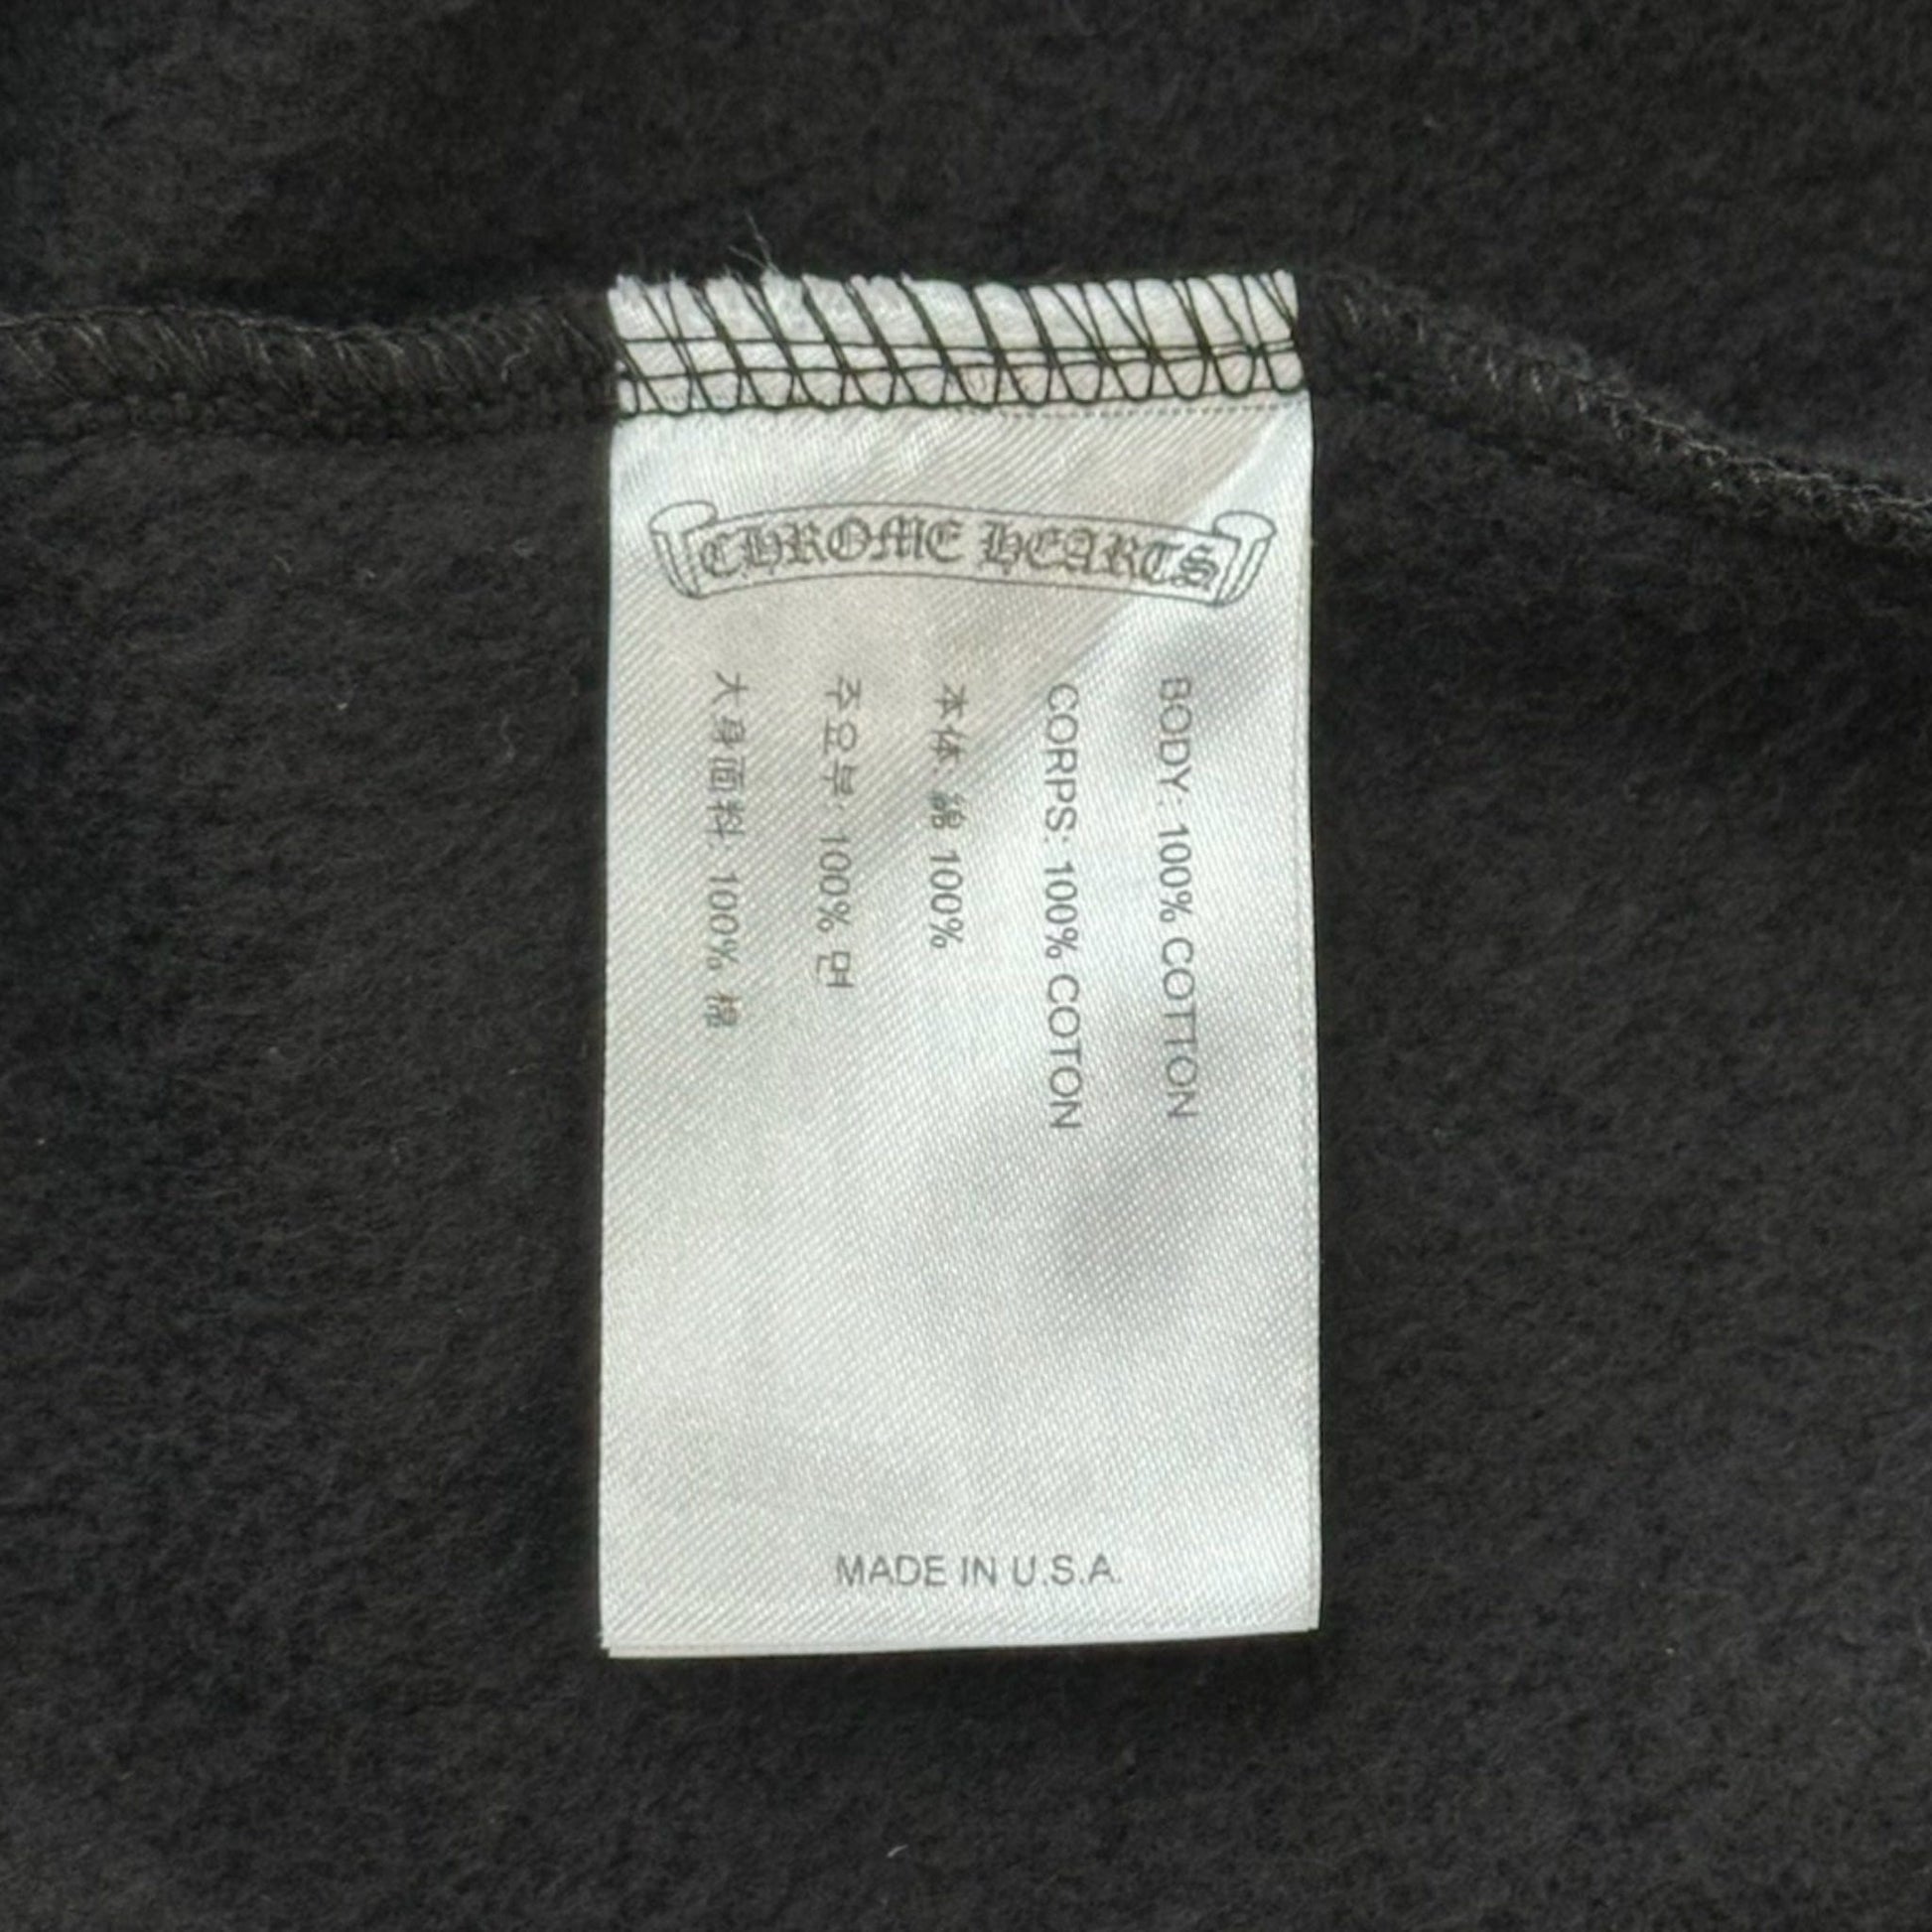 CHROME HEARTS
BODY: 100% COTTON
CORPS: 100% COTON
本体: 綿 100%
주요부: 100% 면
大身面料: 100% 棉
MADE IN U.S.A.